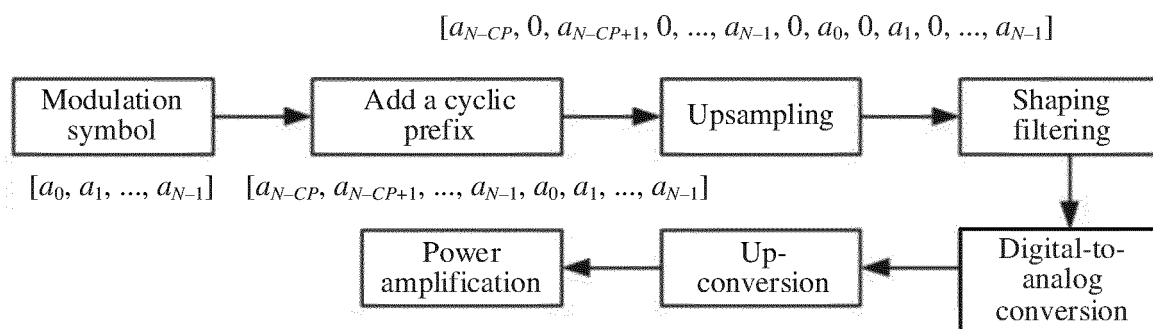 [a_{N–CP}, 0, a_{N–CP+1}, 0, ..., a_{N–1}, 0, a_0, 0, a_1, 0, ..., a_{N–1}]
Modulation
symbol
Add a cyclic
prefix
Upsampling
Shaping
filtering
[a_0, a_1, ..., a_{N–1}]
[a_{N–CP}, a_{N–CP+1}, ..., a_{N–1}, a_0, a_1, ..., a_{N–1}]
Power
amplification
Up-
conversion
Digital-to-
analog
conversion